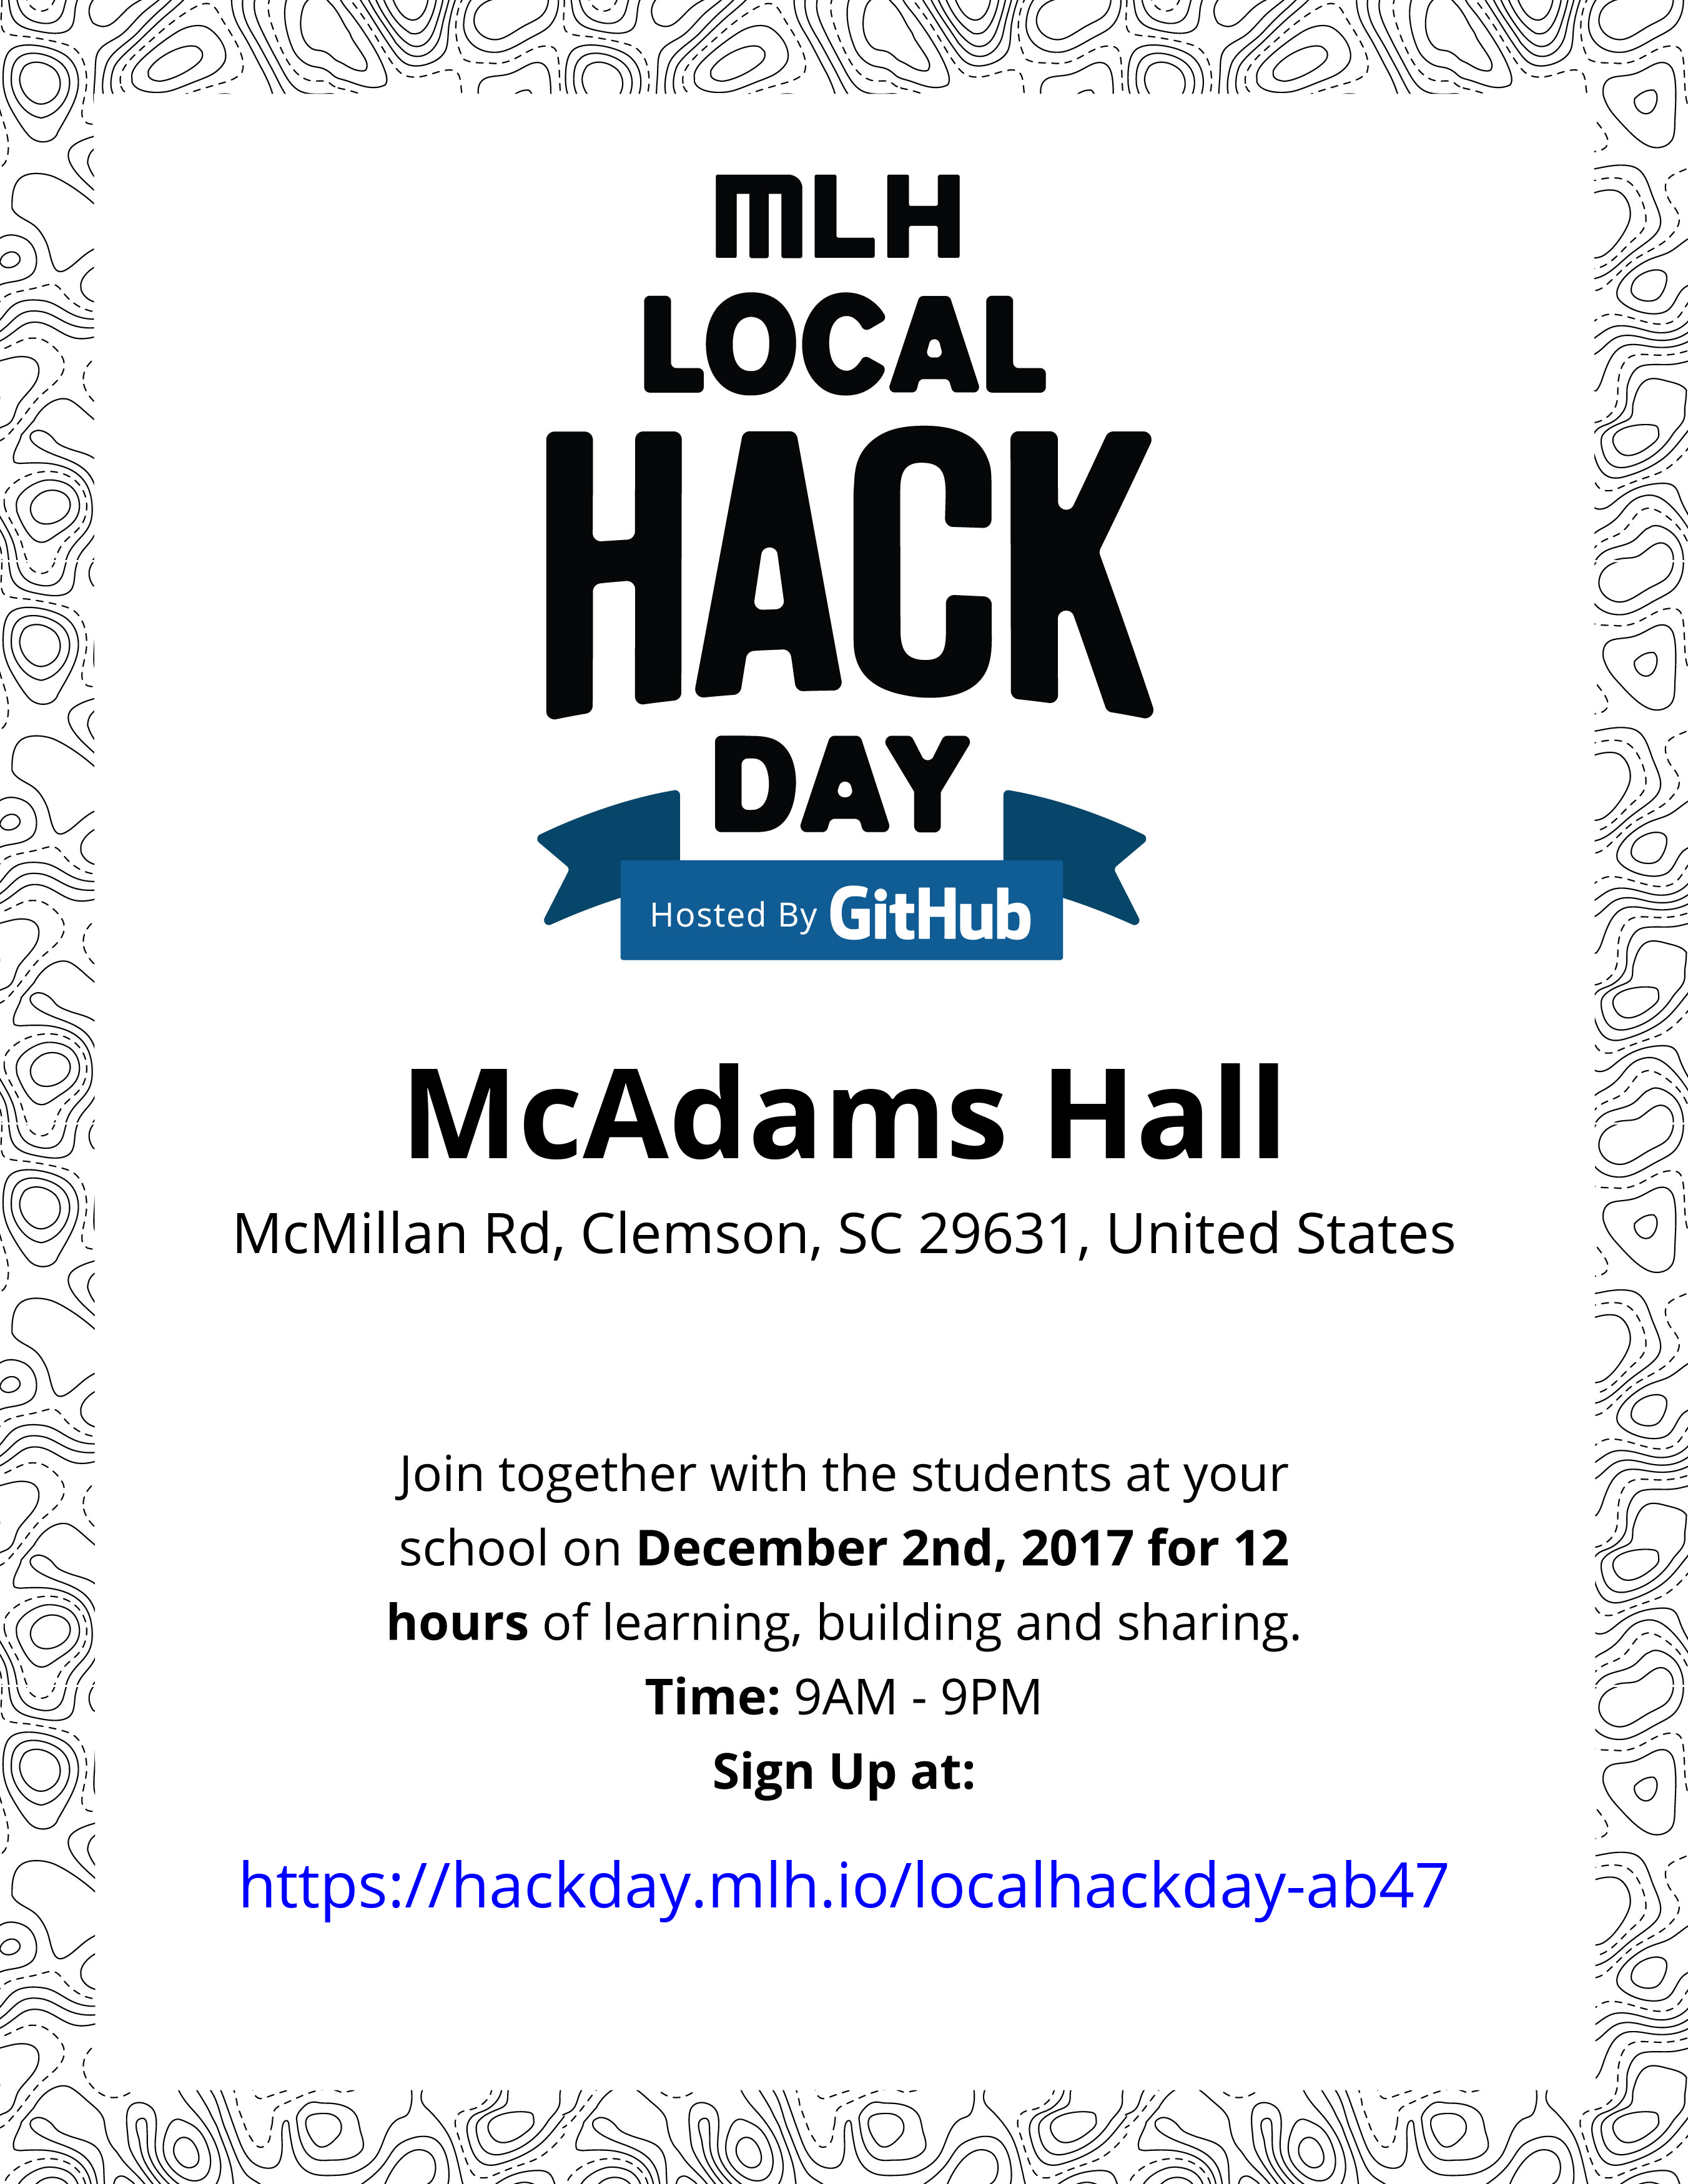 MLH
LOCAL
HACK
DAY
Hosted By GitHub
McAdams Hall
McMillan Rd, Clemson, SC 29631, United States
Join together with the students at your
school on December 2nd, 2017 for 12
hours of learning, building and sharing.
Time: 9AM - 9PM
Sign Up at:
https://hackday.mlh.io/localhackday-ab47